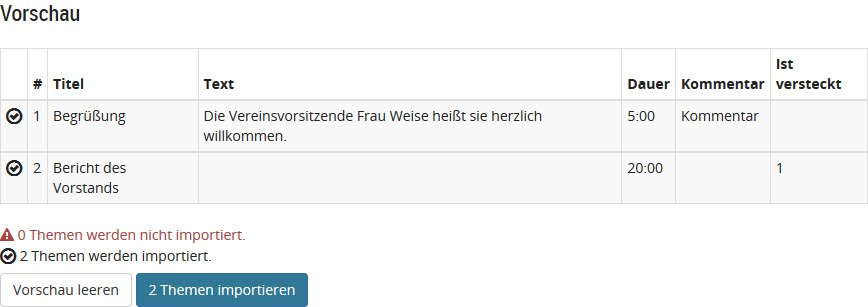 Vorschau
Ist
# Titel Text Dauer Kommentar versteckt
1 Begrüßung Die Vereinsvorsitzende Frau Weise heißt sie herzlich 5:00 Kommentar
willkommen.
2 Bericht des 20:00 1
Vorstands
0 Themen werden nicht importiert.
2 Themen werden importiert.
Vorschau leeren 2 Themen importieren